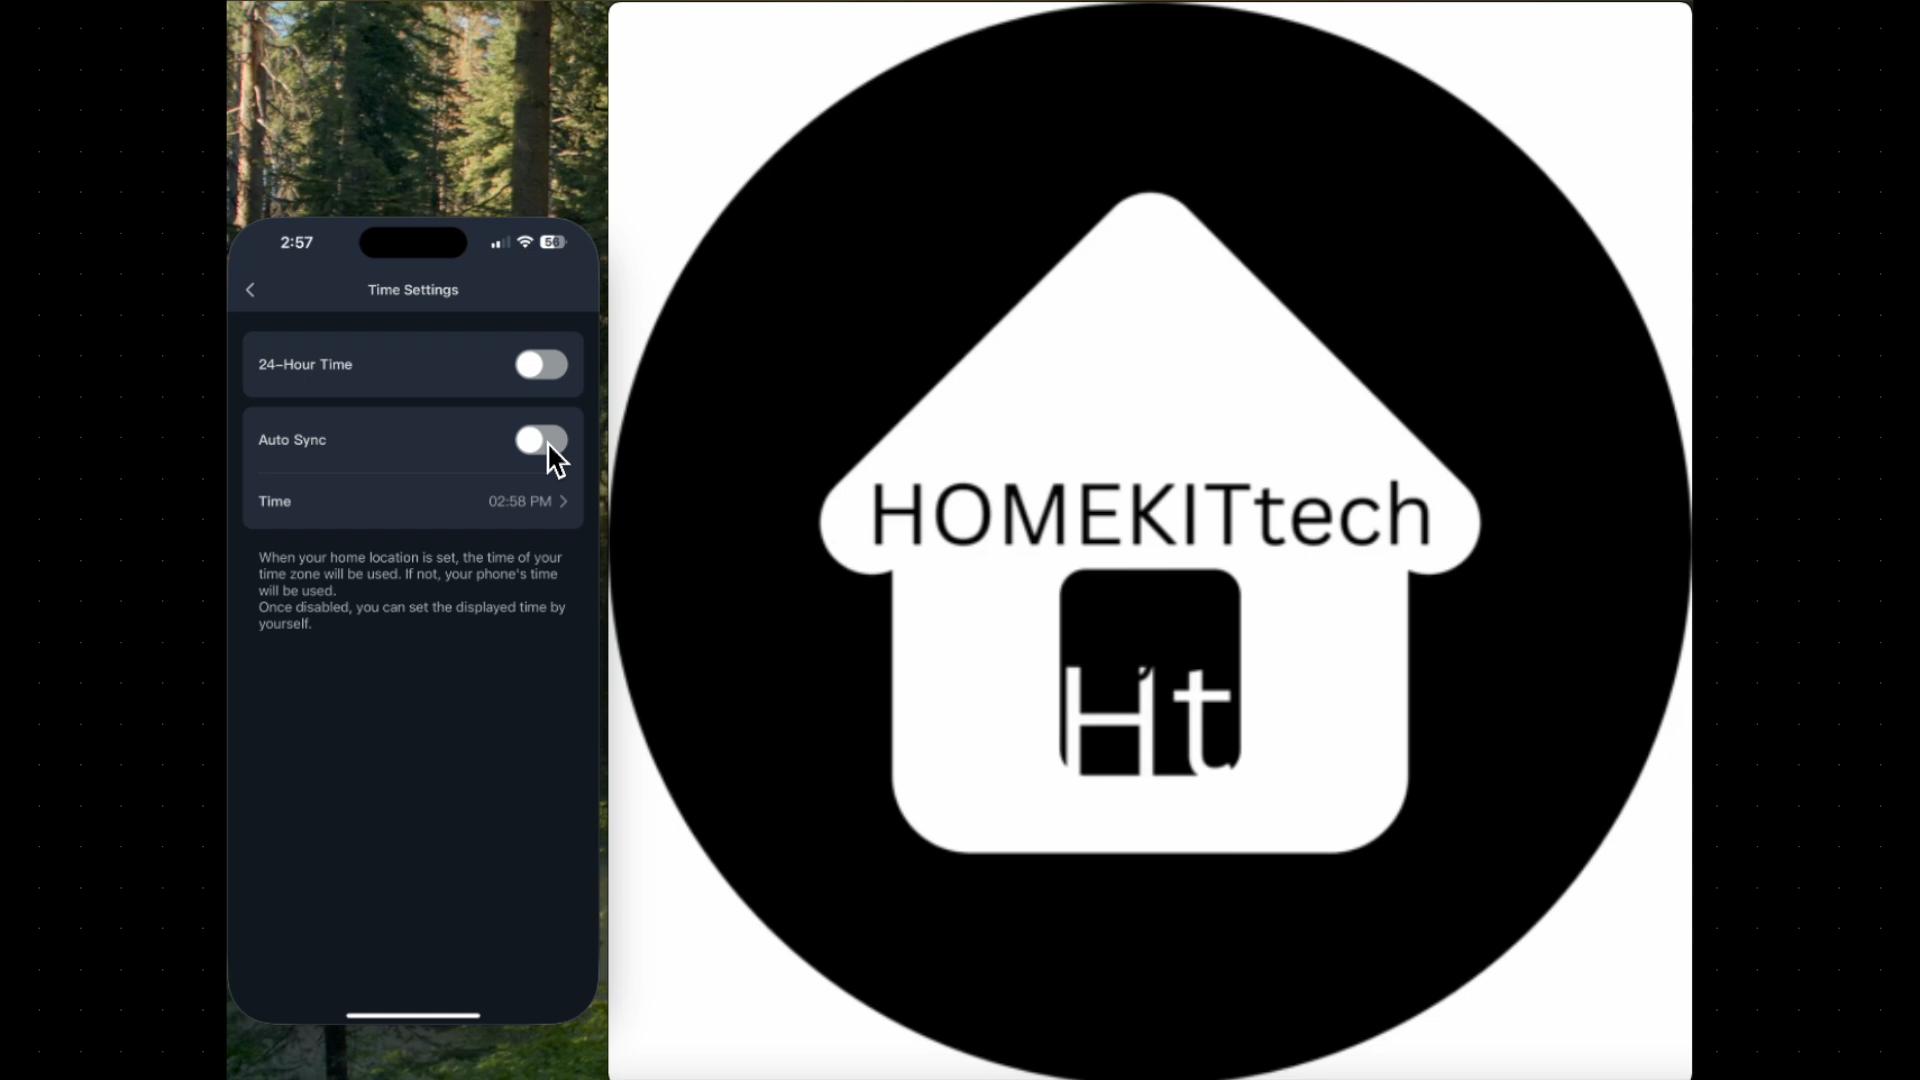 2:57
56
Time Settings
24-Hour Time
Auto Sync
Time
02:58 PM
When your home location is set, the time of your
time zone will be used. If not, your phone's time
will be used.
Once disabled, you can set the displayed time by
yourself.
HOMEKITtech
Ht